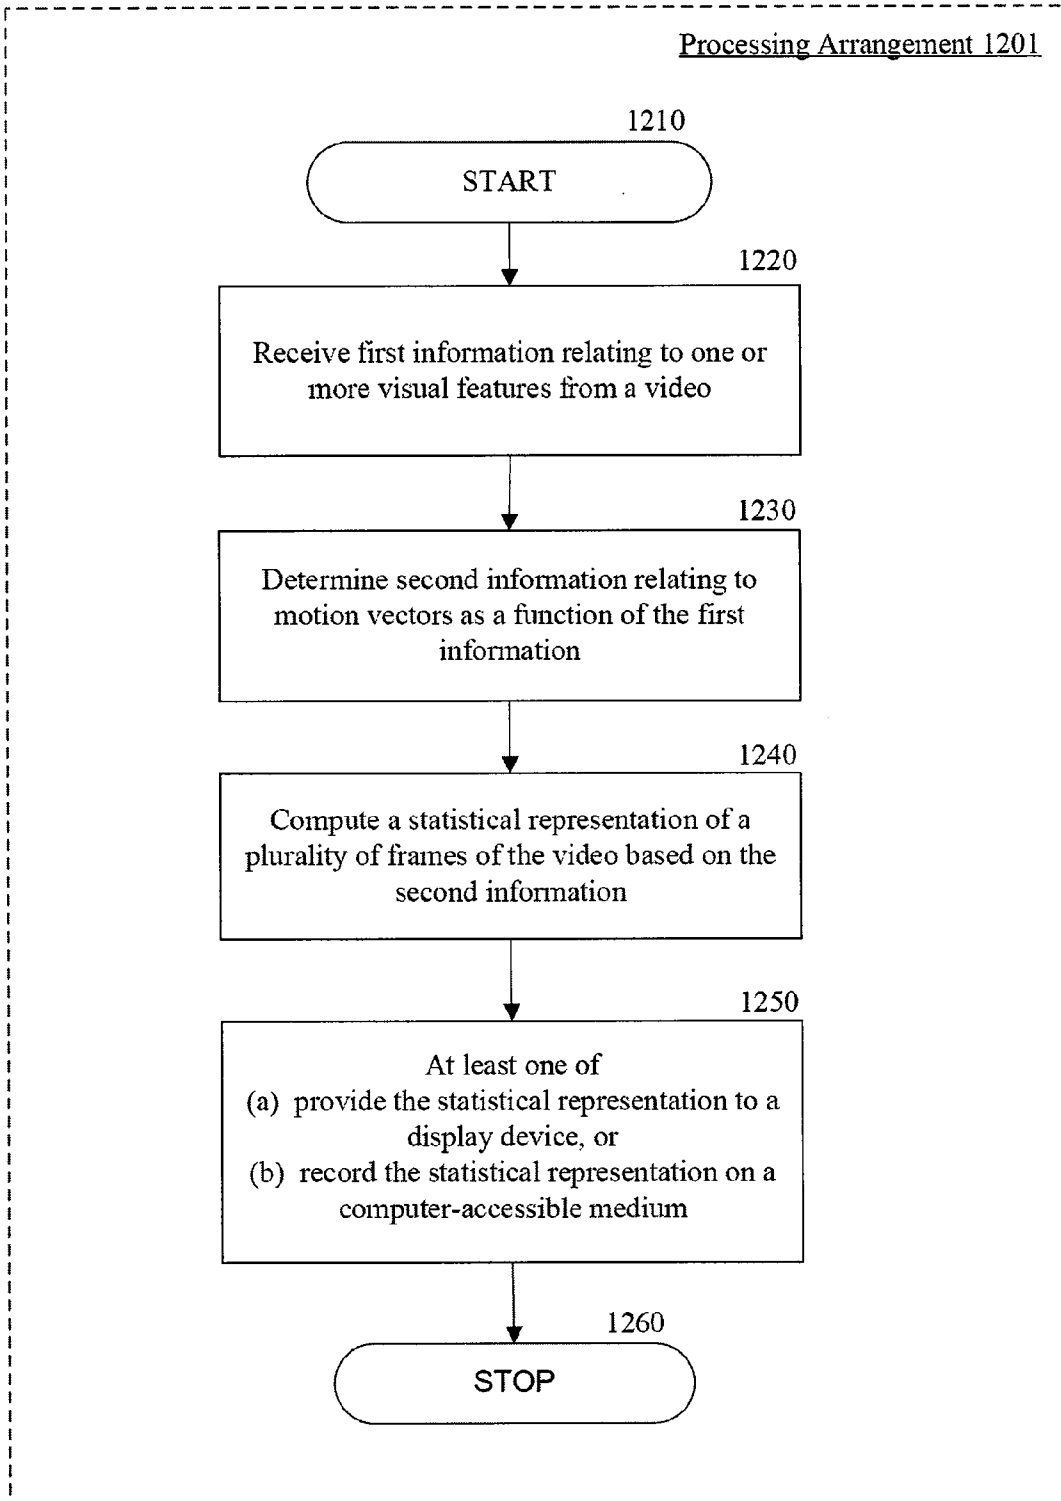 Processing Arrangement 1201
1210
START
1220
Receive first information relating to one or
more visual features from a video
1230
Determine second information relating to
motion vectors as a function of the first
information
1240
Compute a statistical representation of a
plurality of frames of the video based on the
second information
1250
At least one of
(a) provide the statistical representation to a
display device, or
(b) record the statistical representation on a
computer-accessible medium
1260
STOP